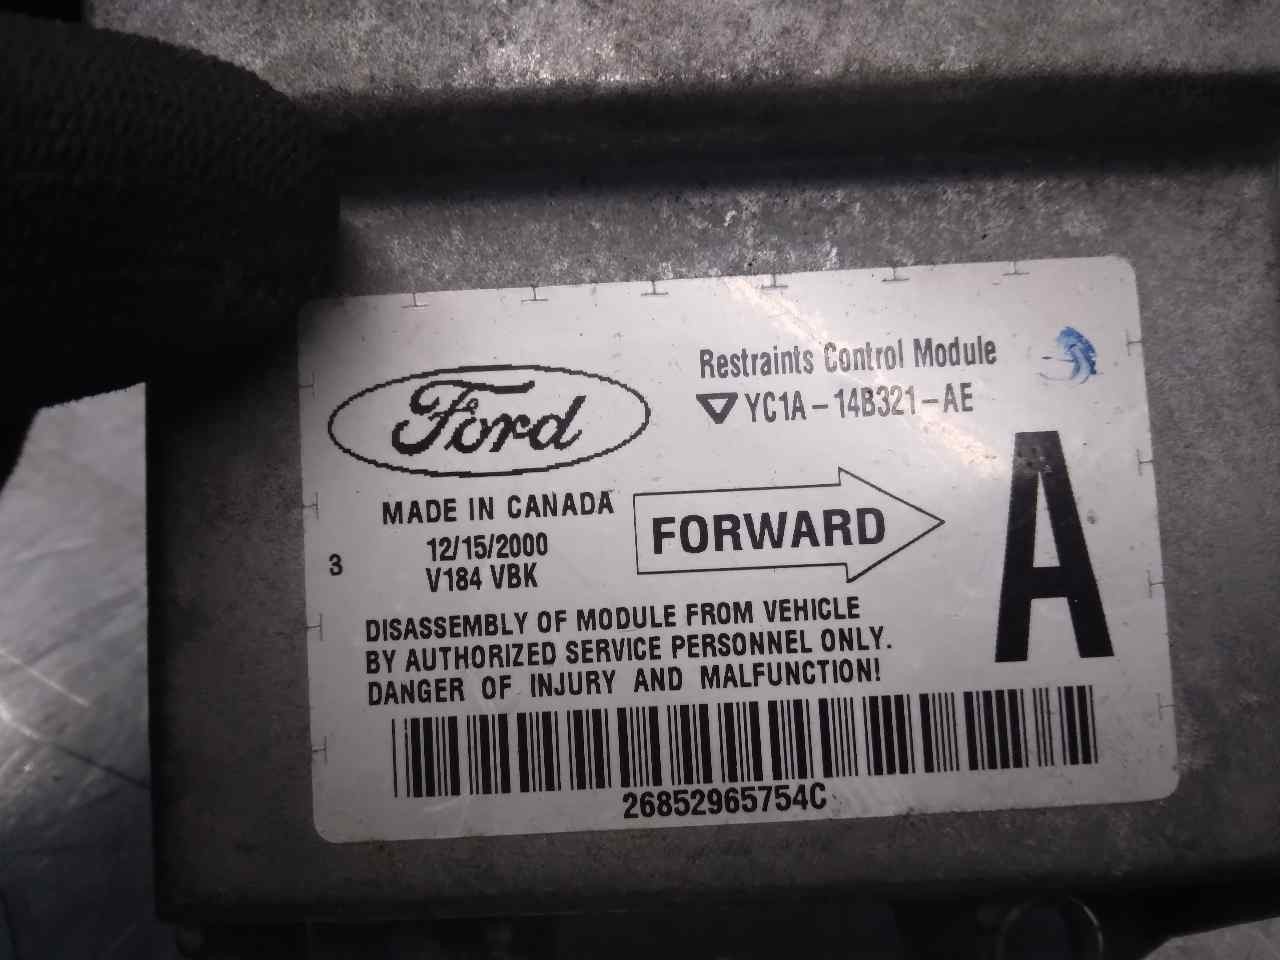 Restraints Control Module
YC1A-14B321-AE
Ford
MADE IN CANADA
12/15/2000
V184 VBK
3
FORWARD
A
DISASSEMBLY OF MODULE FROM VEHICLE
BY AUTHORIZED SERVICE PERSONNEL ONLY.
DANGER OF INJURY AND MALFUNCTION!
26852965754C